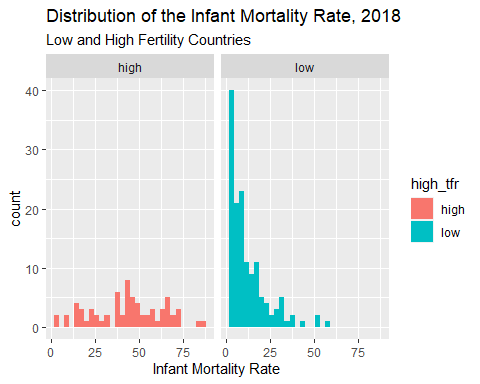 Distribution of the Infant Mortality Rate, 2018
Low and High Fertility Countries
high
low
40
30
20
10
0
count
0 25 50 75
0 25 50 75
Infant Mortality Rate
high_tfr
high
low